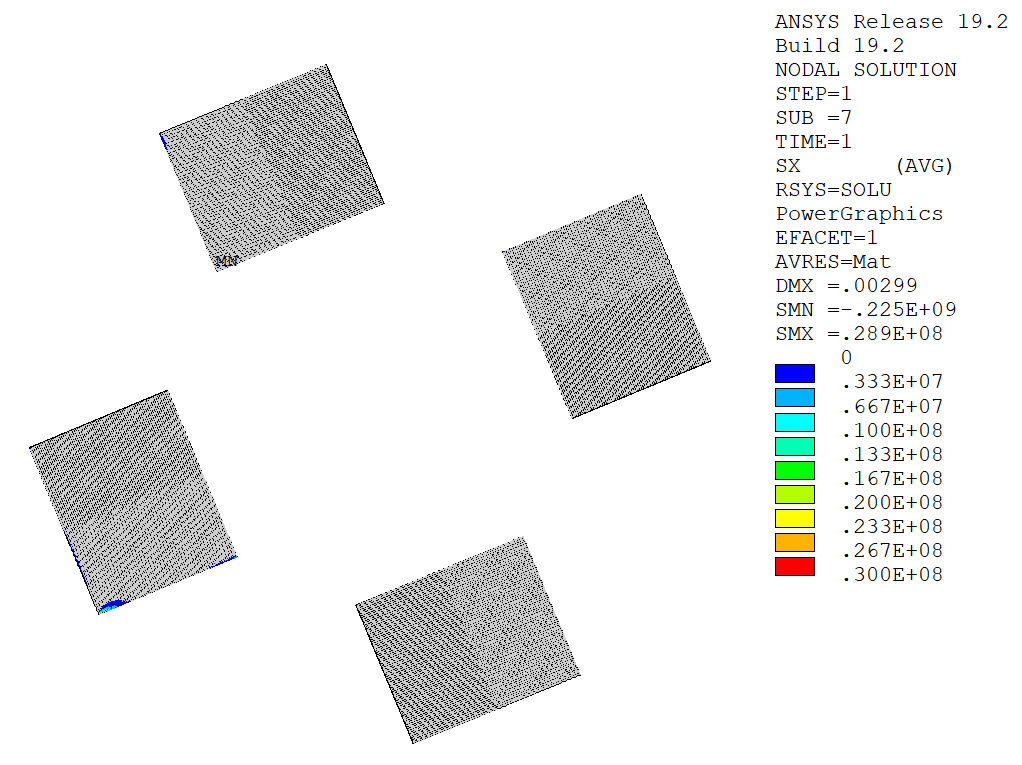 ANSYS Release 19.2
Build 19.2
NODAL SOLUTION
STEP=1
SUB =7
TIME=1
SX (AVG)
RSYS=SOLU
PowerGraphics
EFACET=1
AVRES=Mat
DMX =.00299
SMN =-.225E+09
SMX =.289E+08
0
.333E+07
.667E+07
.100E+08
.133E+08
.167E+08
.200E+08
.233E+08
.267E+08
.300E+08
MN